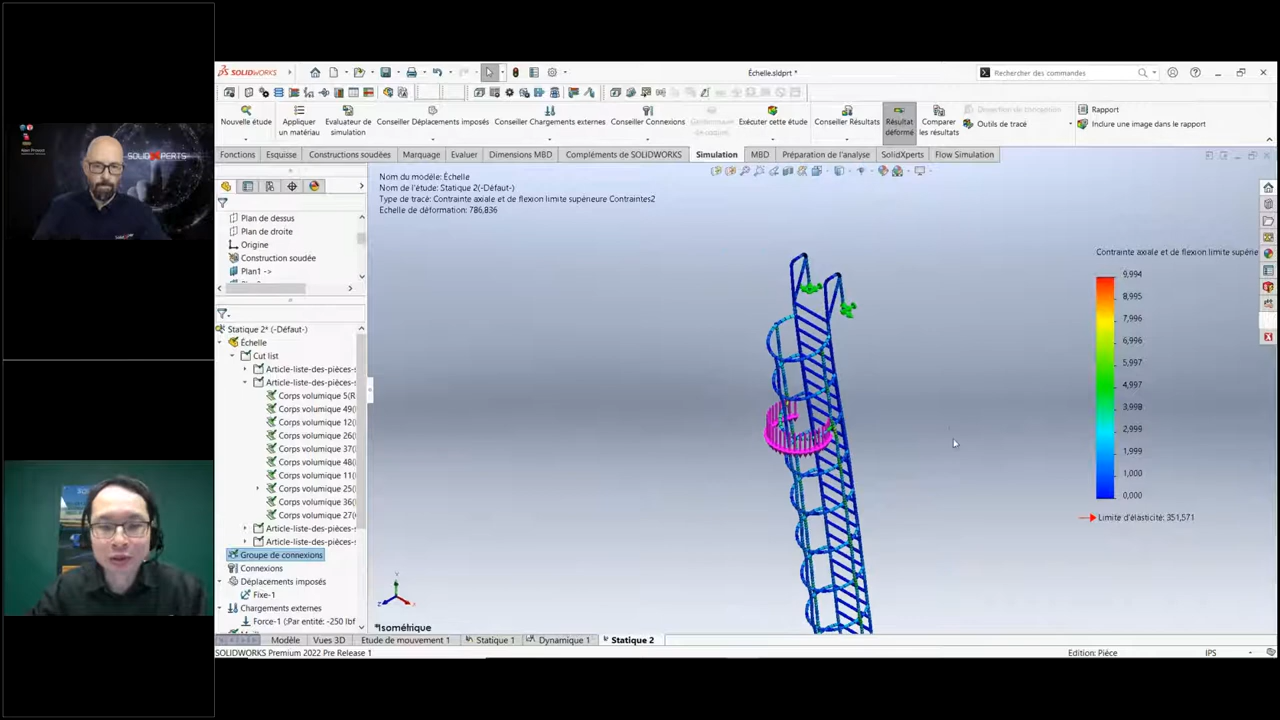 SOLIDXPERTS
SOLIDWORKS
Échelle.sldprt *
Rechercher des commandes
Nouvelle étude
Appliquer un matériau
Évaluateur de simulation
Conseiller Déplacements imposés
Conseiller Chargements externes
Conseiller Connexions
Exécuter cette étude
Conseiller Résultats
Résultat déformé
Comparer les résultats
Outils de tracé
Rapport
Inclure une image dans le rapport
Fonctions
Esquisse
Constructions soudées
Marquage
Evaluer
Dimensions MBD
Compléments de SOLIDWORKS
Simulation
MBD
Préparation de l'analyse
SolidXperts
Flow Simulation
Plan de dessus
Plan de droite
Origine
Construction soudée
Plan1 ->
Statique 2* (-Défaut-)
Échelle
Cut list
Article-liste-des-pièces-s
Article-liste-des-pièces-s
Corps volumique 5(R
Corps volumique 49(
Corps volumique 12(
Corps volumique 26(
Corps volumique 37(
Corps volumique 48(
Corps volumique 11(
Corps volumique 25(
Corps volumique 36(
Corps volumique 27(
Article-liste-des-pièces-s
Article-liste-des-pièces-s
Groupe de connexions
Connexions
Déplacements imposés
Fixe-1
Chargements externes
Force-1 (:Par entité: -250 lbf
Nom du modèle: Échelle
Nom de l'étude: Statique 2(-Défaut-)
Type de tracé: Contrainte axiale et de flexion limite supérieure Contraintes2
Echelle de déformation: 786,836
Contrainte axiale et de flexion limite supérie
9,994
8,995
7,996
6,996
5,997
4,997
3,998
2,999
1,999
1,000
0,000
Limite d'élasticité: 351,571
*Isométrique
Modèle
Vues 3D
Etude de mouvement 1
Statique 1
Dynamique 1
Statique 2
SOLIDWORKS Premium 2022 Pre Release 1
Edition: Pièce
IPS